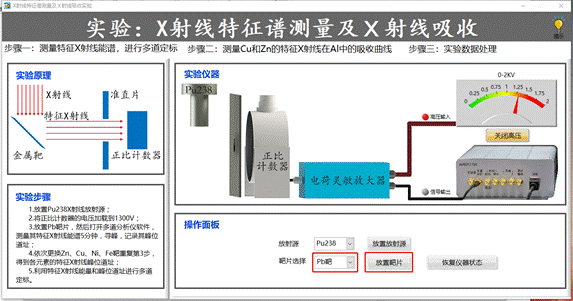 X射线特征谱测量及X射线吸收实验
实验：X射线特征谱测量及X射线吸收
提示
步骤一：测量特征X射线能谱，进行多道定标 步骤二：测量Cu和Zn的特征X射线在Al中的吸收曲线 步骤三：实验数据处理
实验原理
X射线
准直片
特征X射线
金属靶
正比计数器
实验步骤
1.放置Pu238X射线放射源；
2.将正比计数器的电压加载到1300V；
3.放置Pb靶片，然后打开多道分析仪软件，
测量其特征X射线能谱5分钟，寻峰，记录其峰位
道址；
4.依次更换Zn、Cu、Ni、Fe靶重复第3步，
得到各元素的特征X射线峰位道址；
5.利用特征X射线能量和峰位道址进行多道
定标。
实验仪器
Pu238
正比
计数器
电荷灵敏放大器
高压输入
信号输出
0-2KV
0 0.25 0.5 0.75 1 1.25 1.5 1.75 2
关闭高压
操作面板
放射源 Pu238 放置放射源
靶片选择 Pb靶 放置靶片 恢复仪器状态